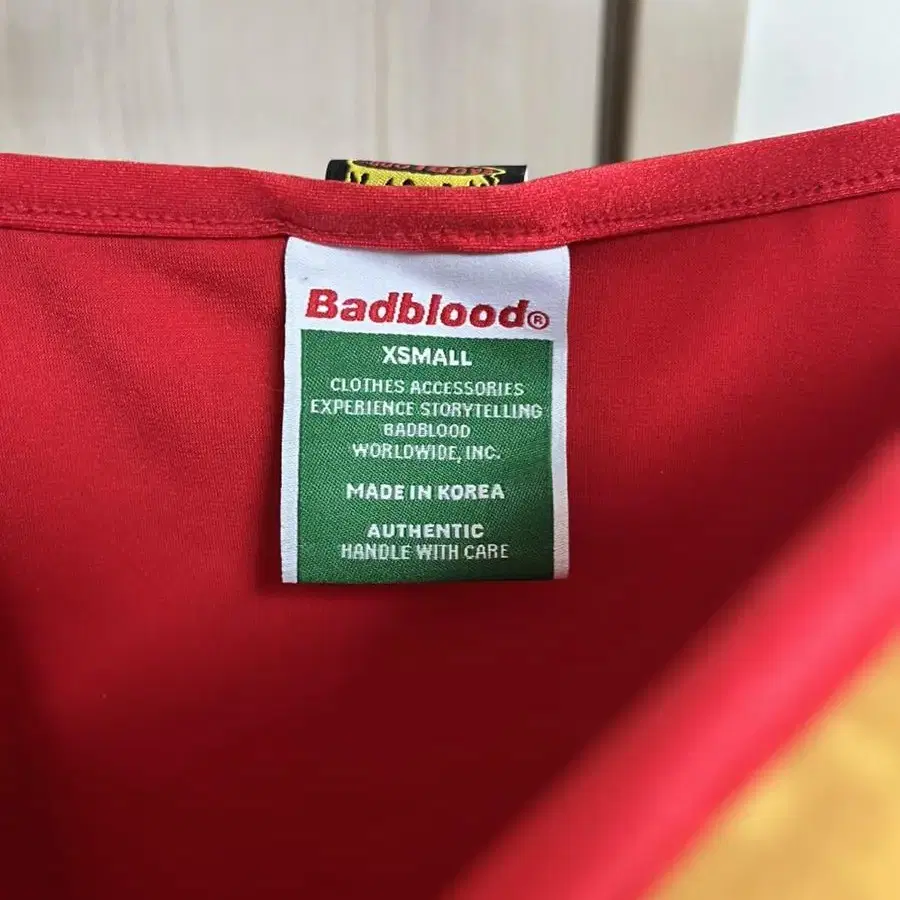 Badblood®
XSMALL
CLOTHES ACCESSORIES
EXPERIENCE STORYTELLING
BADBLOOD
WORLDWIDE, INC.
MADE IN KOREA
AUTHENTIC
HANDLE WITH CARE